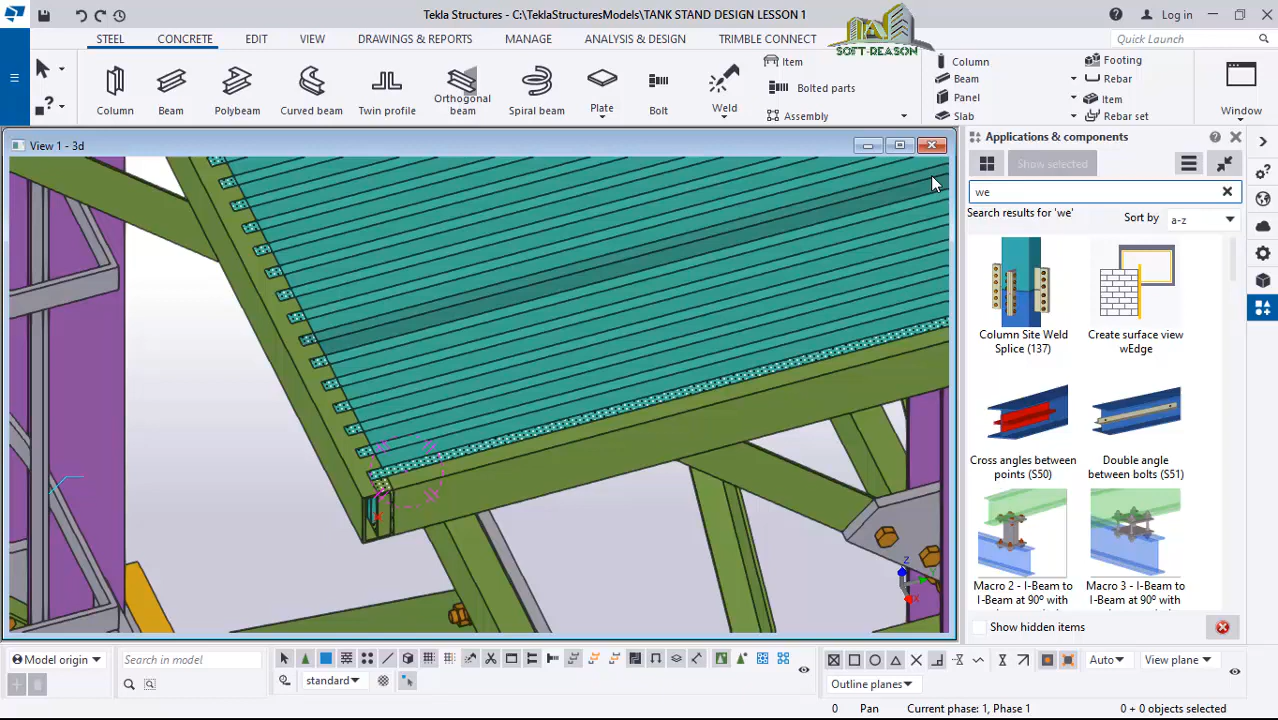 Tekla Structures - C:\TeklaStructuresModels\TANK STAND DESIGN LESSON 1
Log in
SOFT-REASON
STEEL CONCRETE EDIT VIEW DRAWINGS & REPORTS MANAGE ANALYSIS & DESIGN TRIMBLE CONNECT
Quick Launch
Column
Beam
Polybeam
Curved beam
Twin profile
Orthogonal
beam
Spiral beam
Plate
Bolt
Weld
Item
Bolted parts
Assembly
Column
Beam
Panel
Slab
Footing
Rebar
Item
Rebar set
Window
View 1 - 3d
z
x
Applications & components
Show selected
we
Search results for 'we'
Sort by
a-z
Column Site Weld
Splice (137)
Create surface view
wEdge
Cross angles between
points (S50)
Double angle
between bolts (S51)
Macro 2 - I-Beam to
I-Beam at 90º with
Macro 3 - I-Beam to
I-Beam at 90º with
Show hidden items
Model origin
Search in model
standard
Auto
View plane
Outline planes
0 Pan Current phase: 1, Phase 1 0 + 0 objects selected